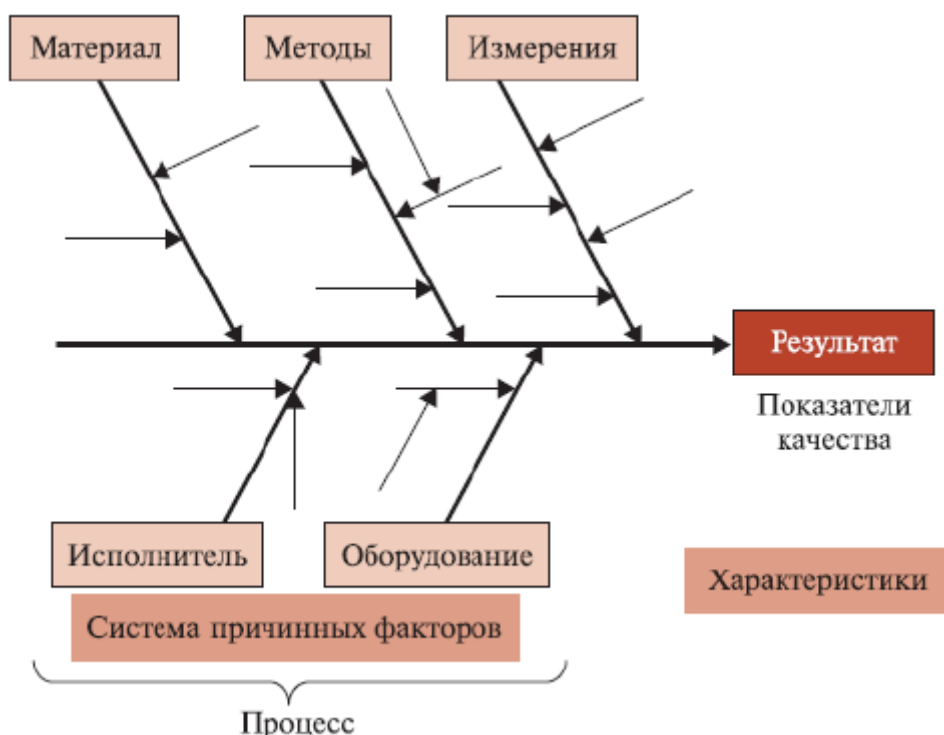 Материал
Методы
Измерения
Результат
Показатели
качества
Исполнитель
Оборудование
Характеристики
Система причинных факторов
Процесс